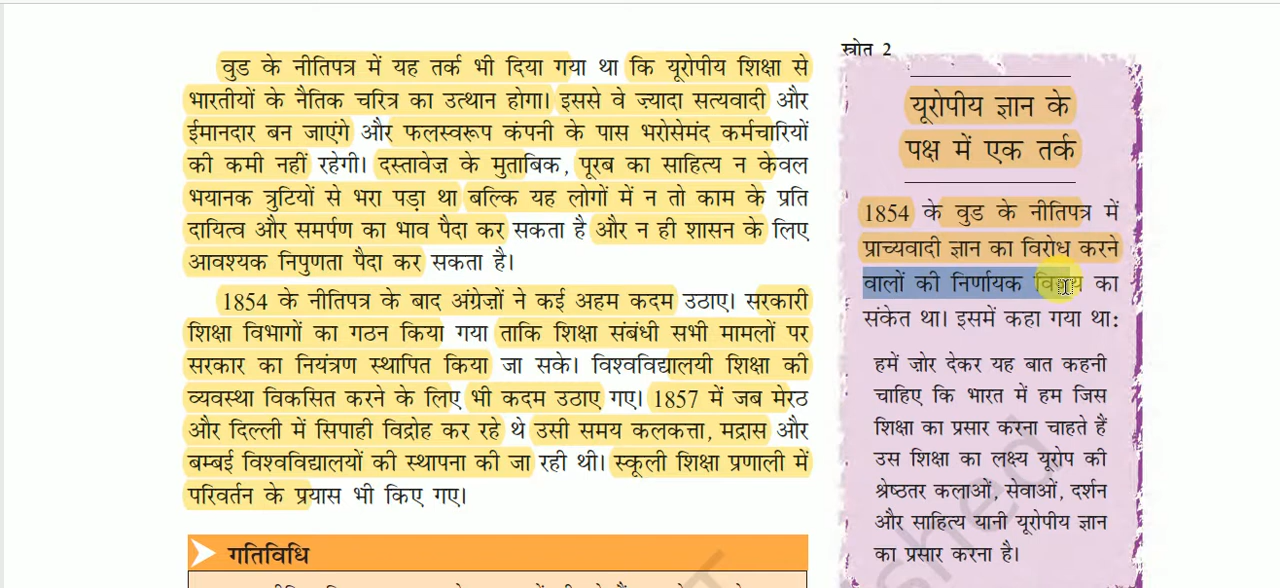 वुड के नीतिपत्र में यह तर्क भी दिया गया था कि यूरोपीय शिक्षा से
भारतीयों के नैतिक चरित्र का उत्थान होगा। इससे वे ज्यादा सत्यवादी और
ईमानदार बन जाएंगे और फलस्वरूप कंपनी के पास भरोसेमंद कर्मचारियों
की कमी नहीं रहेगी। दस्तावेज़ के मुताबिक, पूरब का साहित्य न केवल
भयानक त्रुटियों से भरा पड़ा था बल्कि यह लोगों में न तो काम के प्रति
दायित्व और समर्पण का भाव पैदा कर सकता है और न ही शासन के लिए
आवश्यक निपुणता पैदा कर सकता है।
1854 के नीतिपत्र के बाद अंग्रेज़ों ने कई अहम कदम उठाए। सरकारी
शिक्षा विभागों का गठन किया गया ताकि शिक्षा संबंधी सभी मामलों पर
सरकार का नियंत्रण स्थापित किया जा सके। विश्वविद्यालयी शिक्षा की
व्यवस्था विकसित करने के लिए भी कदम उठाए गए। 1857 में जब मेरठ
और दिल्ली में सिपाही विद्रोह कर रहे थे उसी समय कलकत्ता, मद्रास और
बम्बई विश्वविद्यालयों की स्थापना की जा रही थी। स्कूली शिक्षा प्रणाली में
परिवर्तन के प्रयास भी किए गए।
गतिविधि
स्त्रोत 2
यूरोपीय ज्ञान के
पक्ष में एक तर्क
1854 के वुड के नीतिपत्र में
प्राच्यवादी ज्ञान का विरोध करने
वालों की निर्णायक विजय का
संकेत था। इसमें कहा गया था:
हमें ज़ोर देकर यह बात कहनी
चाहिए कि भारत में हम जिस
शिक्षा का प्रसार करना चाहते हैं
उस शिक्षा का लक्ष्य यूरोप की
श्रेष्ठतर कलाओं, सेवाओं, दर्शन
और साहित्य यानी यूरोपीय ज्ञान
का प्रसार करना है।